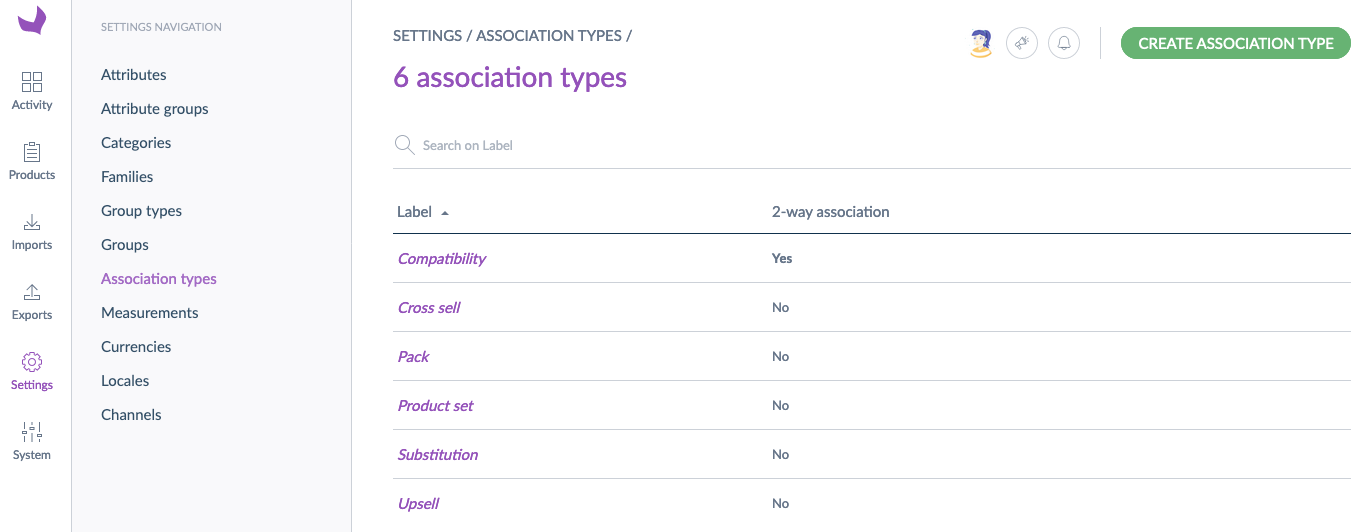 Activity
Products
Imports
Exports
Settings
System
SETTINGS NAVIGATION
Attributes
Attribute groups
Categories
Families
Group types
Groups
Association types
Measurements
Currencies
Locales
Channels
SETTINGS / ASSOCIATION TYPES /
CREATE ASSOCIATION TYPE
6 association types
Search on Label
Label 2-way association
Compatibility Yes
Cross sell No
Pack No
Product set No
Substitution No
Upsell No